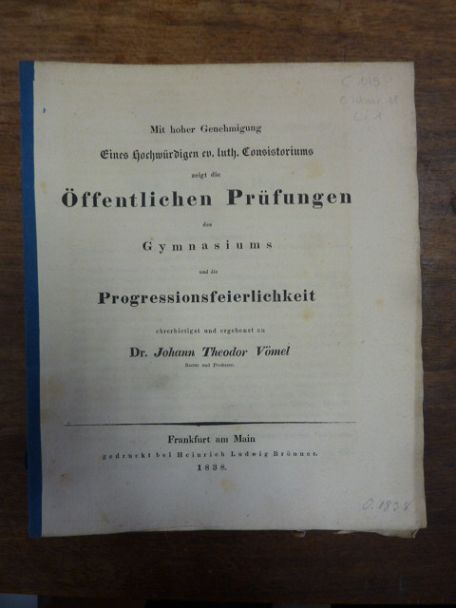 Mit hoher Genehmigung
Eines Hochwürdigen ev. luth. Consistoriums
zeigt die
Öffentlichen Prüfungen
des
Gymnasiums
und die
Progressionsfeierlichkeit
ehrerbietigst und ergebenst an
Dr. Johann Theodor Vömel
Rector und Professor.
Frankfurt am Main
gedruckt bei Heinrich Ludwig Brönner.
1838.
O. 1838